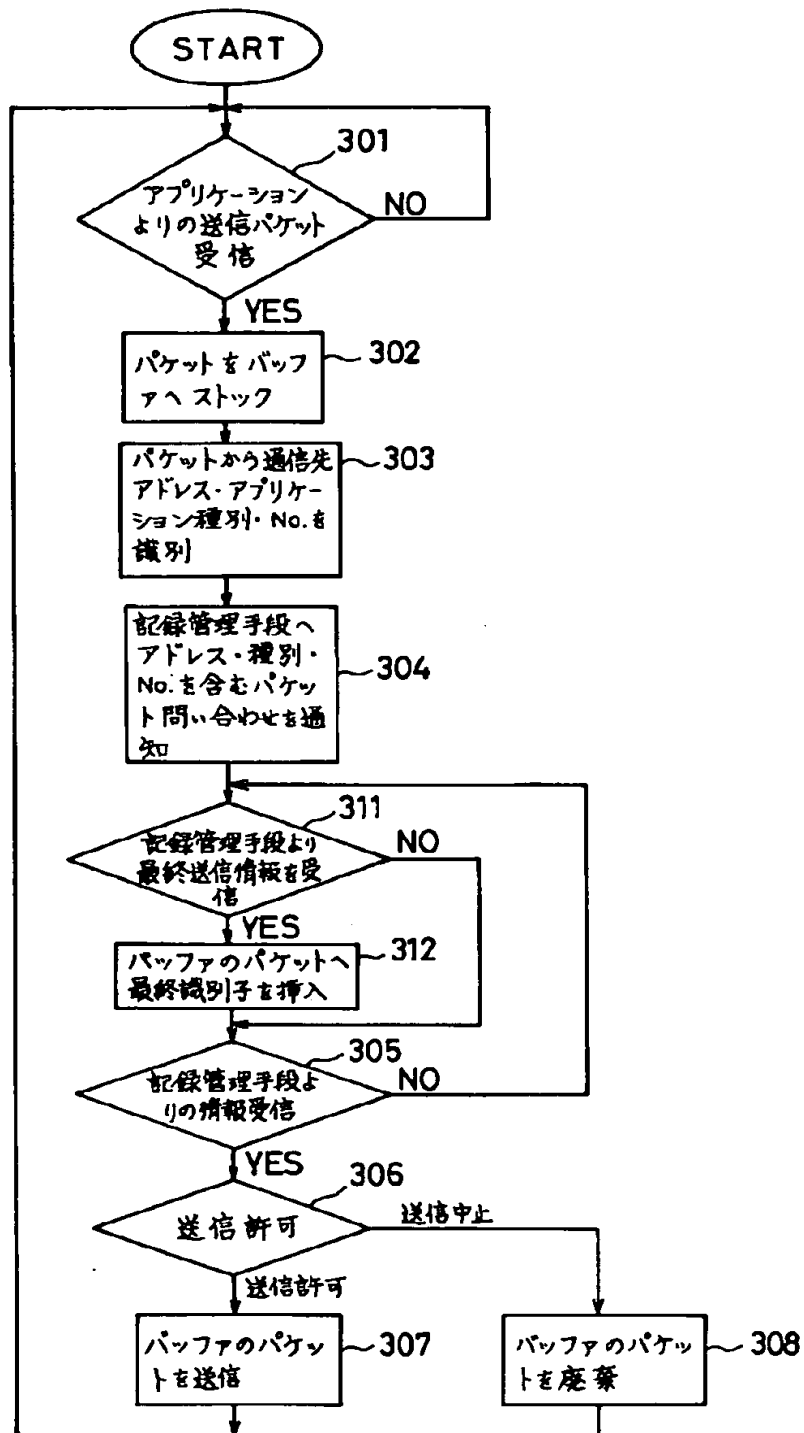 START
301
アプリケーション
よりの送信パケット
受信
NO
YES
302
パケットをバッフ
ァへストック
303
パケットから通信先
アドレス・アプリケー
ション種別・No.を
識別
304
記録管理手段へ
アドレス・種別・
No.を含むパケッ
ト問い合わせを通
知
311
記録管理手段より
最終送信情報を受
信
NO
YES
312
バッファのパケットへ
最終識別子を挿入
305
記録管理手段よ
りの情報受信
NO
YES
306
送信許可
送信中止
送信許可
307
バッファのパケッ
トを送信
308
バッファのパケッ
トを廃棄